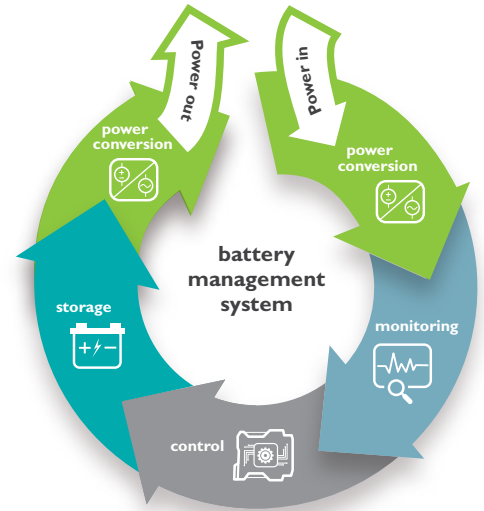 Power out
Power in
power
conversion
power
conversion
battery
management
system
storage
monitoring
control